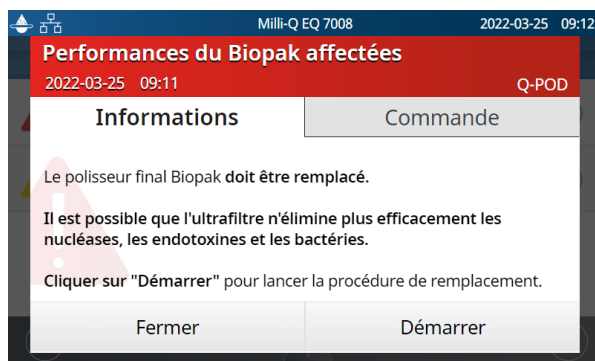 Milli-Q EQ 7008 2022-03-25 09:12
Performances du Biopak affectées
2022-03-25 09:11 Q-POD
Informations Commande
Le polisseur final Biopak doit être remplacé.
Il est possible que l'ultrafiltre n'élimine plus efficacement les
nucléases, les endotoxines et les bactéries.
Cliquer sur "Démarrer" pour lancer la procédure de remplacement.
Fermer Démarrer